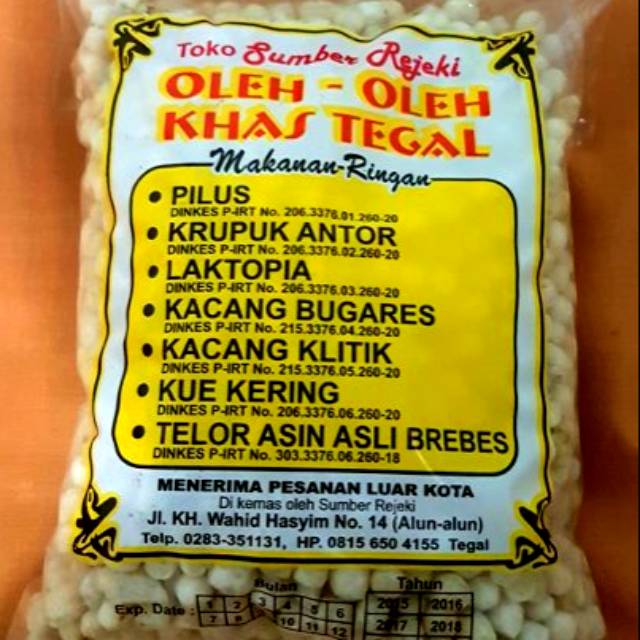 Toko Sumber Rejeki
OLEH - OLEH
KHAS TEGAL
Makanan-Ringan
• PILUS
DINKES P-IRT No. 206.3376.01.260-20
• KRUPUK ANTOR
DINKES P-IRT No. 206.3376.02.260-20
• LAKTOPIA
DINKES P-IRT No. 206.3376.03.260-20
• KACANG BUGARES
DINKES P-IRT No. 215.3376.04.260-20
• KACANG KLITIK
DINKES P-IRT No. 215.3376.05.260-20
• KUE KERING
DINKES P-IRT No. 206.3376.06.260-20
• TELOR ASIN ASLI BREBES
DINKES P-IRT No. 303.3376.06.260-18
MENERIMA PESANAN LUAR KOTA
Di kemas oleh Sumber Rejeki
Jl. KH. Wahid Hasyim No. 14 (Alun-alun)
Telp. 0283-351131, HP. 0815 650 4155 Tegal
Bulan Tahun
Exp. Date : 1 2 3 4 5 6 2015 2016
7 8 10 11 12 2017 2018